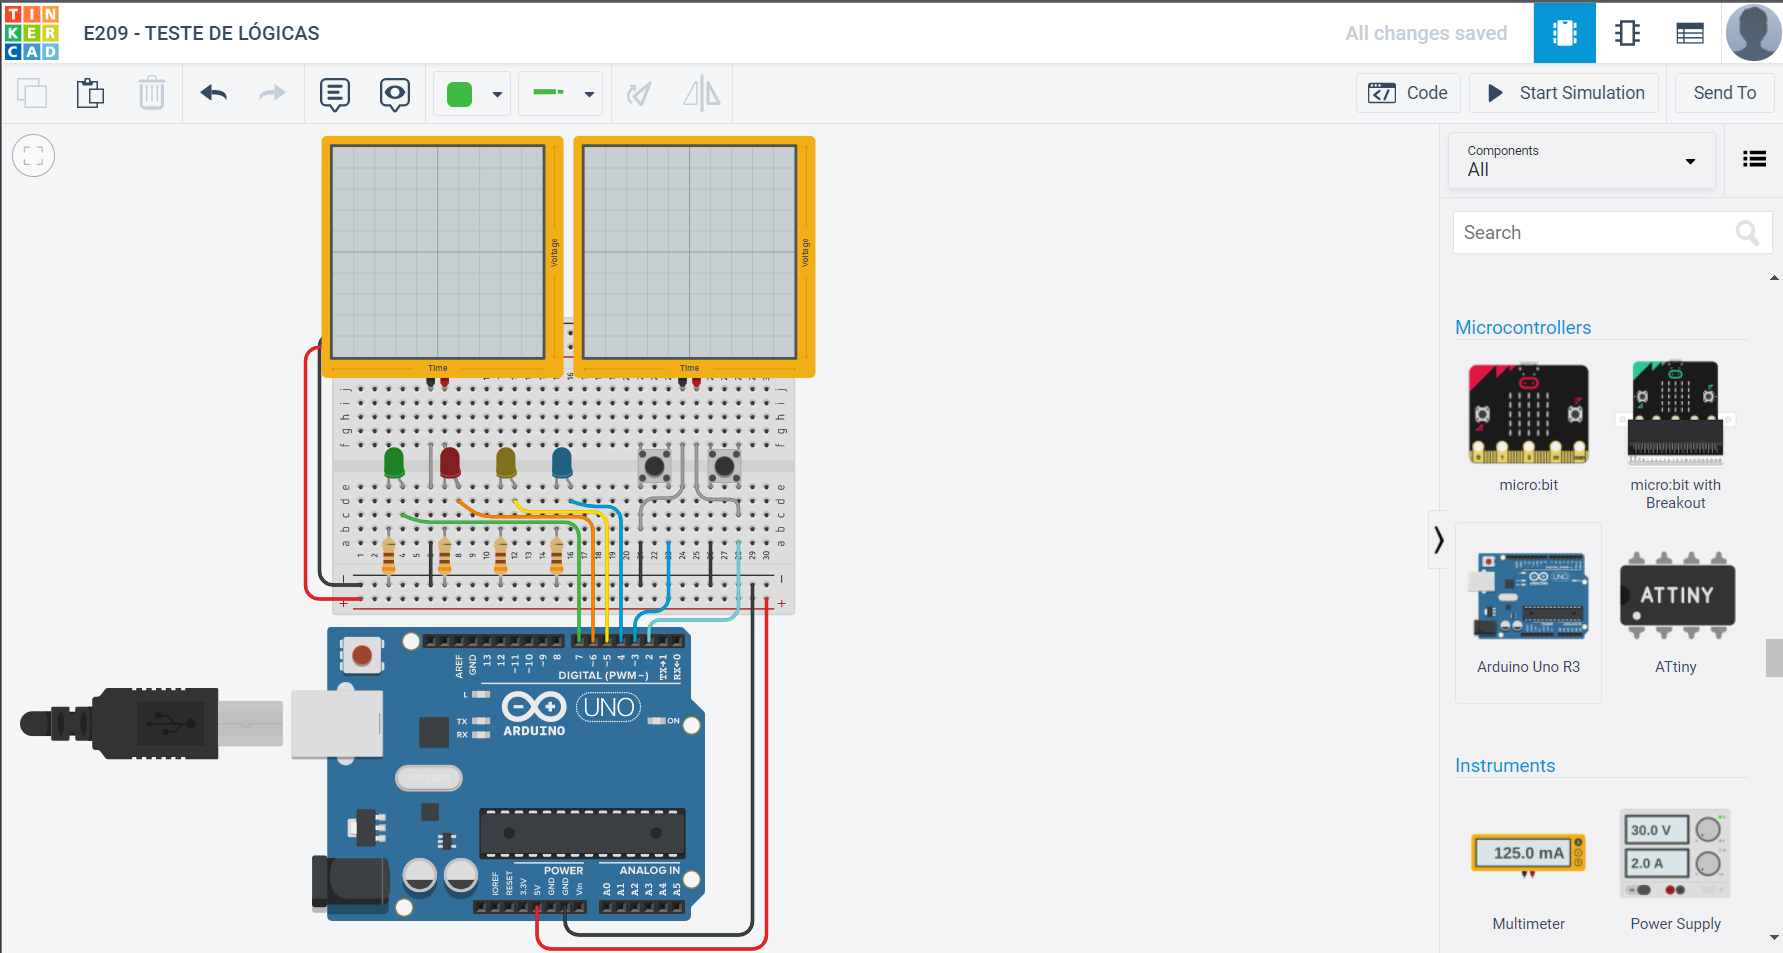 TIN
KER
CAD
E209 - TESTE DE LÓGICAS
All changes saved
Code
Start Simulation
Send To
Components
All
Search
Voltage
Time
Voltage
Time
Microcontrollers
micro:bit
micro:bit with
Breakout
Arduino Uno R3
ATTINY
ATtiny
Instruments
125.0 mA
Multimeter
30.0 V
2.0 A
Power Supply
j
i
h
g
f
e
d
c
b
a
AREF
GND
13
12
~11
~10
~9
8
7
~6
~5
4
~3
2
TX→1
RX←0
DIGITAL (PWM~)
L
TX
RX
ARDUINO
UNO
ON
POWER
ANALOG IN
IOREF
RESET
3.3V
5V
GND
GND
Vin
A0
A1
A2
A3
A4
A5